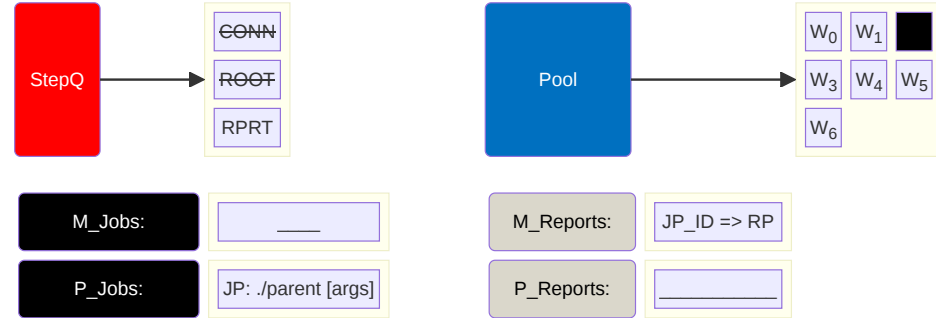 StepQ
CONN
ROOT
RPRT
Pool
W0 W1
W3 W4 W5
W6
M_Jobs: ____
P_Jobs: JP: ./parent [args]
M_Reports: JP_ID => RP
P_Reports: ___________